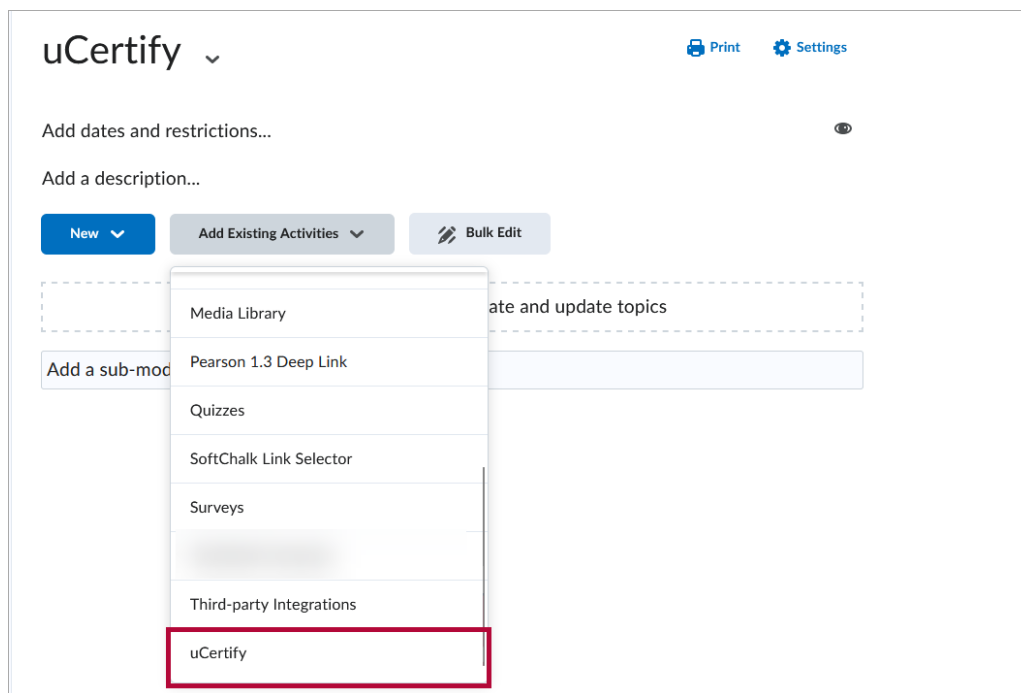 uCertify
Print
Settings
Add dates and restrictions...
Add a description...
New
Add Existing Activities
Bulk Edit
ate and update topics
Add a sub-mod
Media Library
Pearson 1.3 Deep Link
Quizzes
SoftChalk Link Selector
Surveys
Third-party Integrations
uCertify